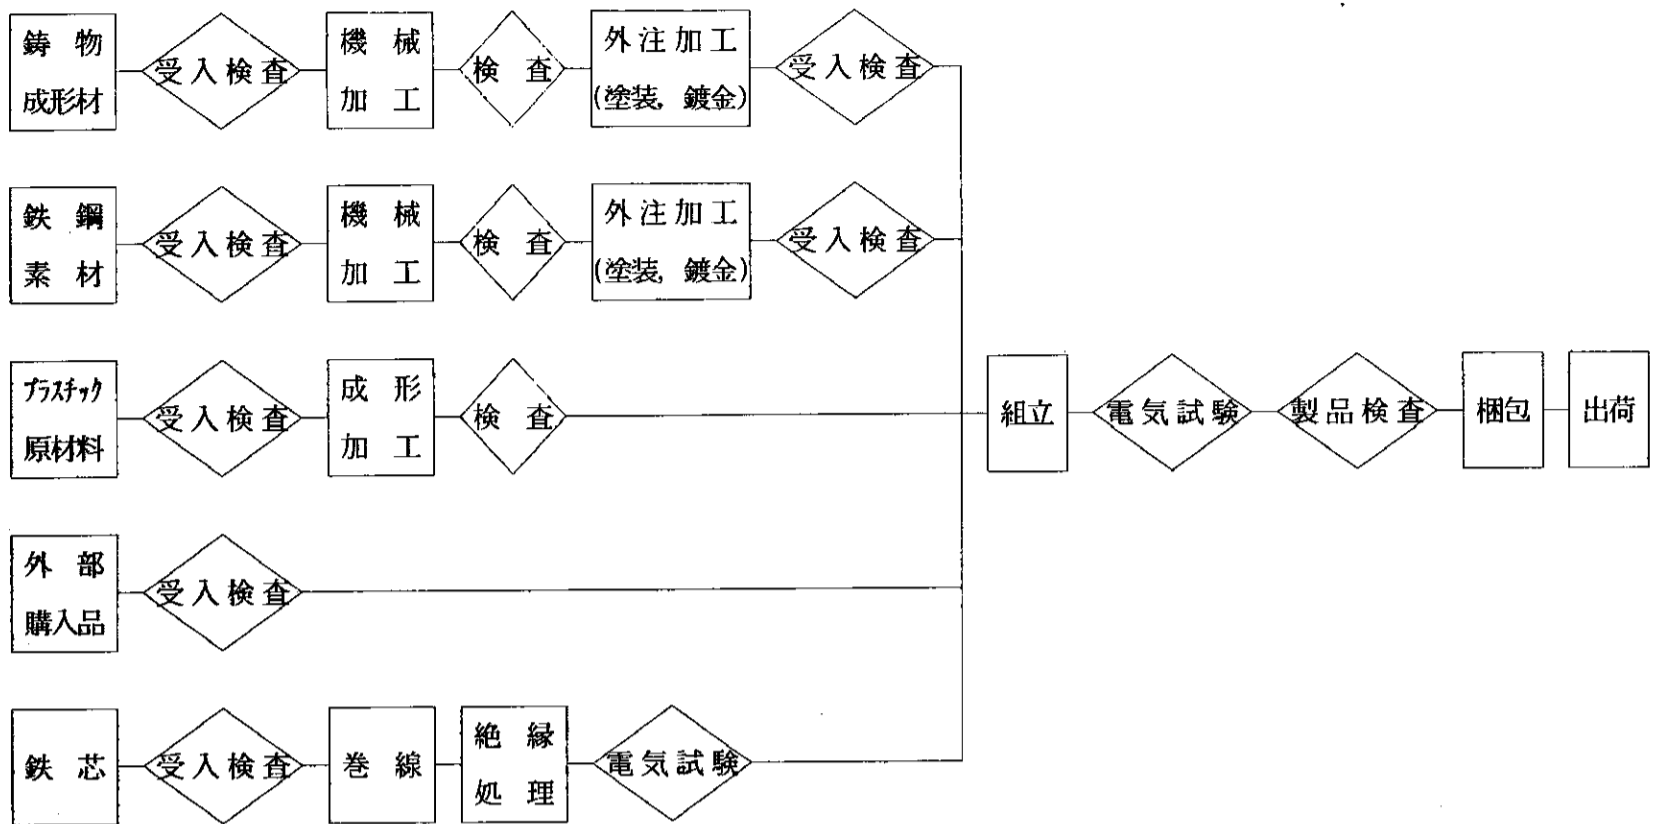 鋳物
成形材
受入検査
機械
加工
検査
外注加工
(塗装, 鍍金)
受入検査
鉄鋼
素材
受入検査
機械
加工
検査
外注加工
(塗装, 鍍金)
受入検査
プラスチック
原材料
受入検査
成形
加工
検査
組立
電気試験
製品検査
梱包
出荷
外部
購入品
受入検査
鉄芯
受入検査
巻線
絶縁
処理
電気試験